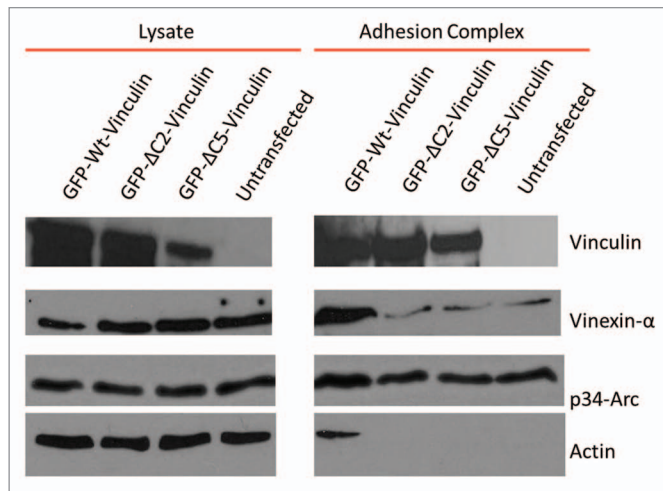 Lysate
Adhesion Complex
GFP-Wt-Vinculin
GFP-ΔC2-Vinculin
GFP-ΔC5-Vinculin
Untransfected
GFP-Wt-Vinculin
GFP-ΔC2-Vinculin
GFP-ΔC5-Vinculin
Untransfected
Vinculin
Vinexin-α
p34-Arc
Actin